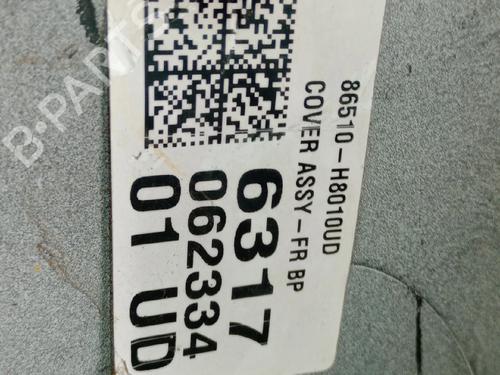 86510-H8010UD
COVER ASSY-FR BP
6317
062334
01 UD
B-PARTS